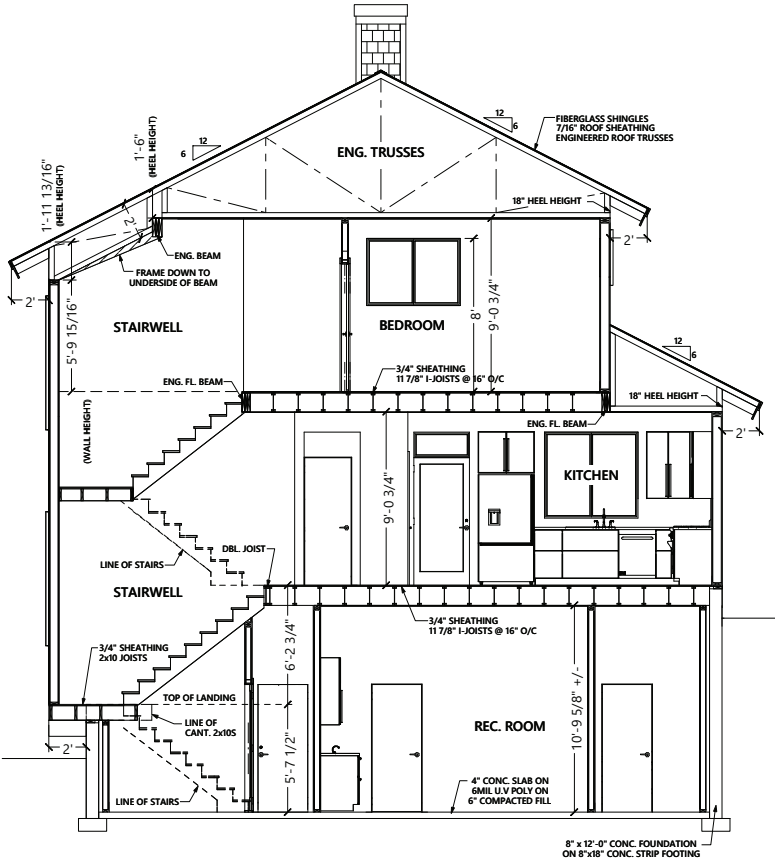 12
6
12
6
FIBERGLASS SHINGLES
7/16" ROOF SHEATHING
ENGINEERED ROOF TRUSSES
1'-6"
(HEEL HEIGHT)
ENG. TRUSSES
1'-11 13/16"
(HEEL HEIGHT)
2'
18" HEEL HEIGHT
2'
ENG. BEAM
FRAME DOWN TO
UNDERSIDE OF BEAM
2'
STAIRWELL
BEDROOM
8'
9'-0 3/4"
5'-9 15/16"
12
6
3/4" SHEATHING
11 7/8" I-JOISTS @ 16" O/C
ENG. FL. BEAM
18" HEEL HEIGHT
(WALL HEIGHT)
ENG. FL. BEAM
2'
KITCHEN
9'-0 3/4"
DBL. JOIST
LINE OF STAIRS
STAIRWELL
3/4" SHEATHING
11 7/8" I-JOISTS @ 16" O/C
3/4" SHEATHING
2x10 JOISTS
6'-2 3/4"
TOP OF LANDING
LINE OF
CANT. 2x10S
REC. ROOM
10'-9 5/8" +/-
2'
5'-7 1/2"
4" CONC. SLAB ON
6MIL U.V POLY ON
6" COMPACTED FILL
LINE OF STAIRS
8" x 12'-0" CONC. FOUNDATION
ON 8"x18" CONC. STRIP FOOTING